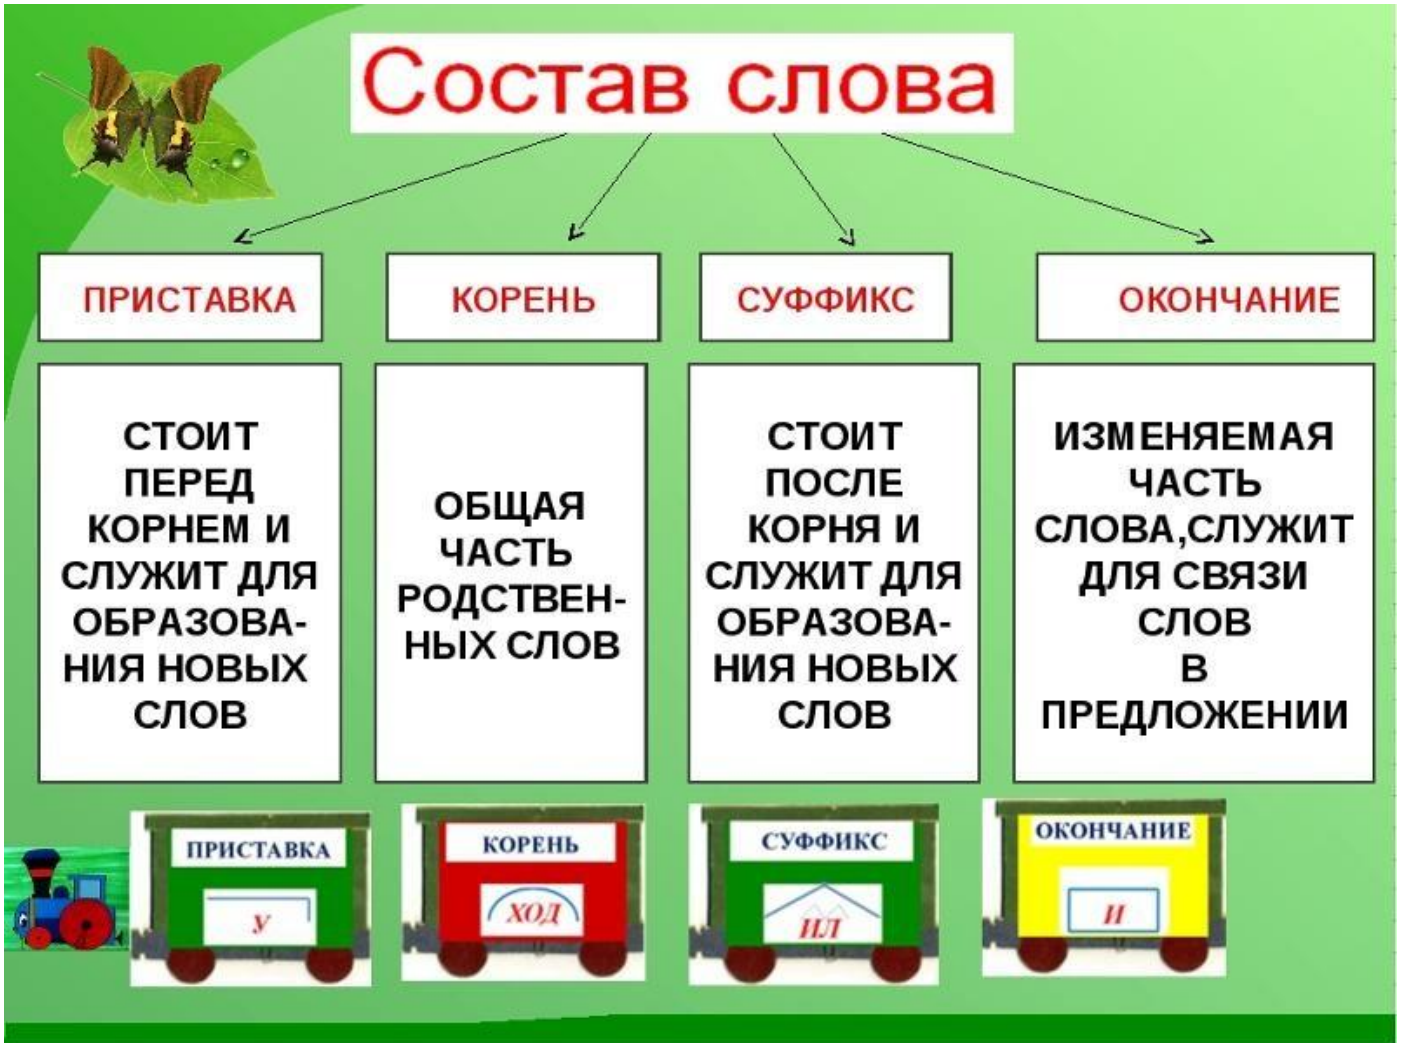 Состав слова
ПРИСТАВКА
КОРЕНЬ
СУФФИКС
ОКОНЧАНИЕ
СТОИТ
ПЕРЕД
КОРНЕМ И
СЛУЖИТ ДЛЯ
ОБРАЗОВА-
НИЯ НОВЫХ
СЛОВ
ОБЩАЯ
ЧАСТЬ
РОДСТВЕН-
НЫХ СЛОВ
СТОИТ
ПОСЛЕ
КОРНЯ И
СЛУЖИТ ДЛЯ
ОБРАЗОВА-
НИЯ НОВЫХ
СЛОВ
ИЗМЕНЯЕМАЯ
ЧАСТЬ
СЛОВА,СЛУЖИТ
ДЛЯ СВЯЗИ
СЛОВ
В
ПРЕДЛОЖЕНИИ
ПРИСТАВКА
У
КОРЕНЬ
ХОД
СУФФИКС
ИЛ
ОКОНЧАНИЕ
И